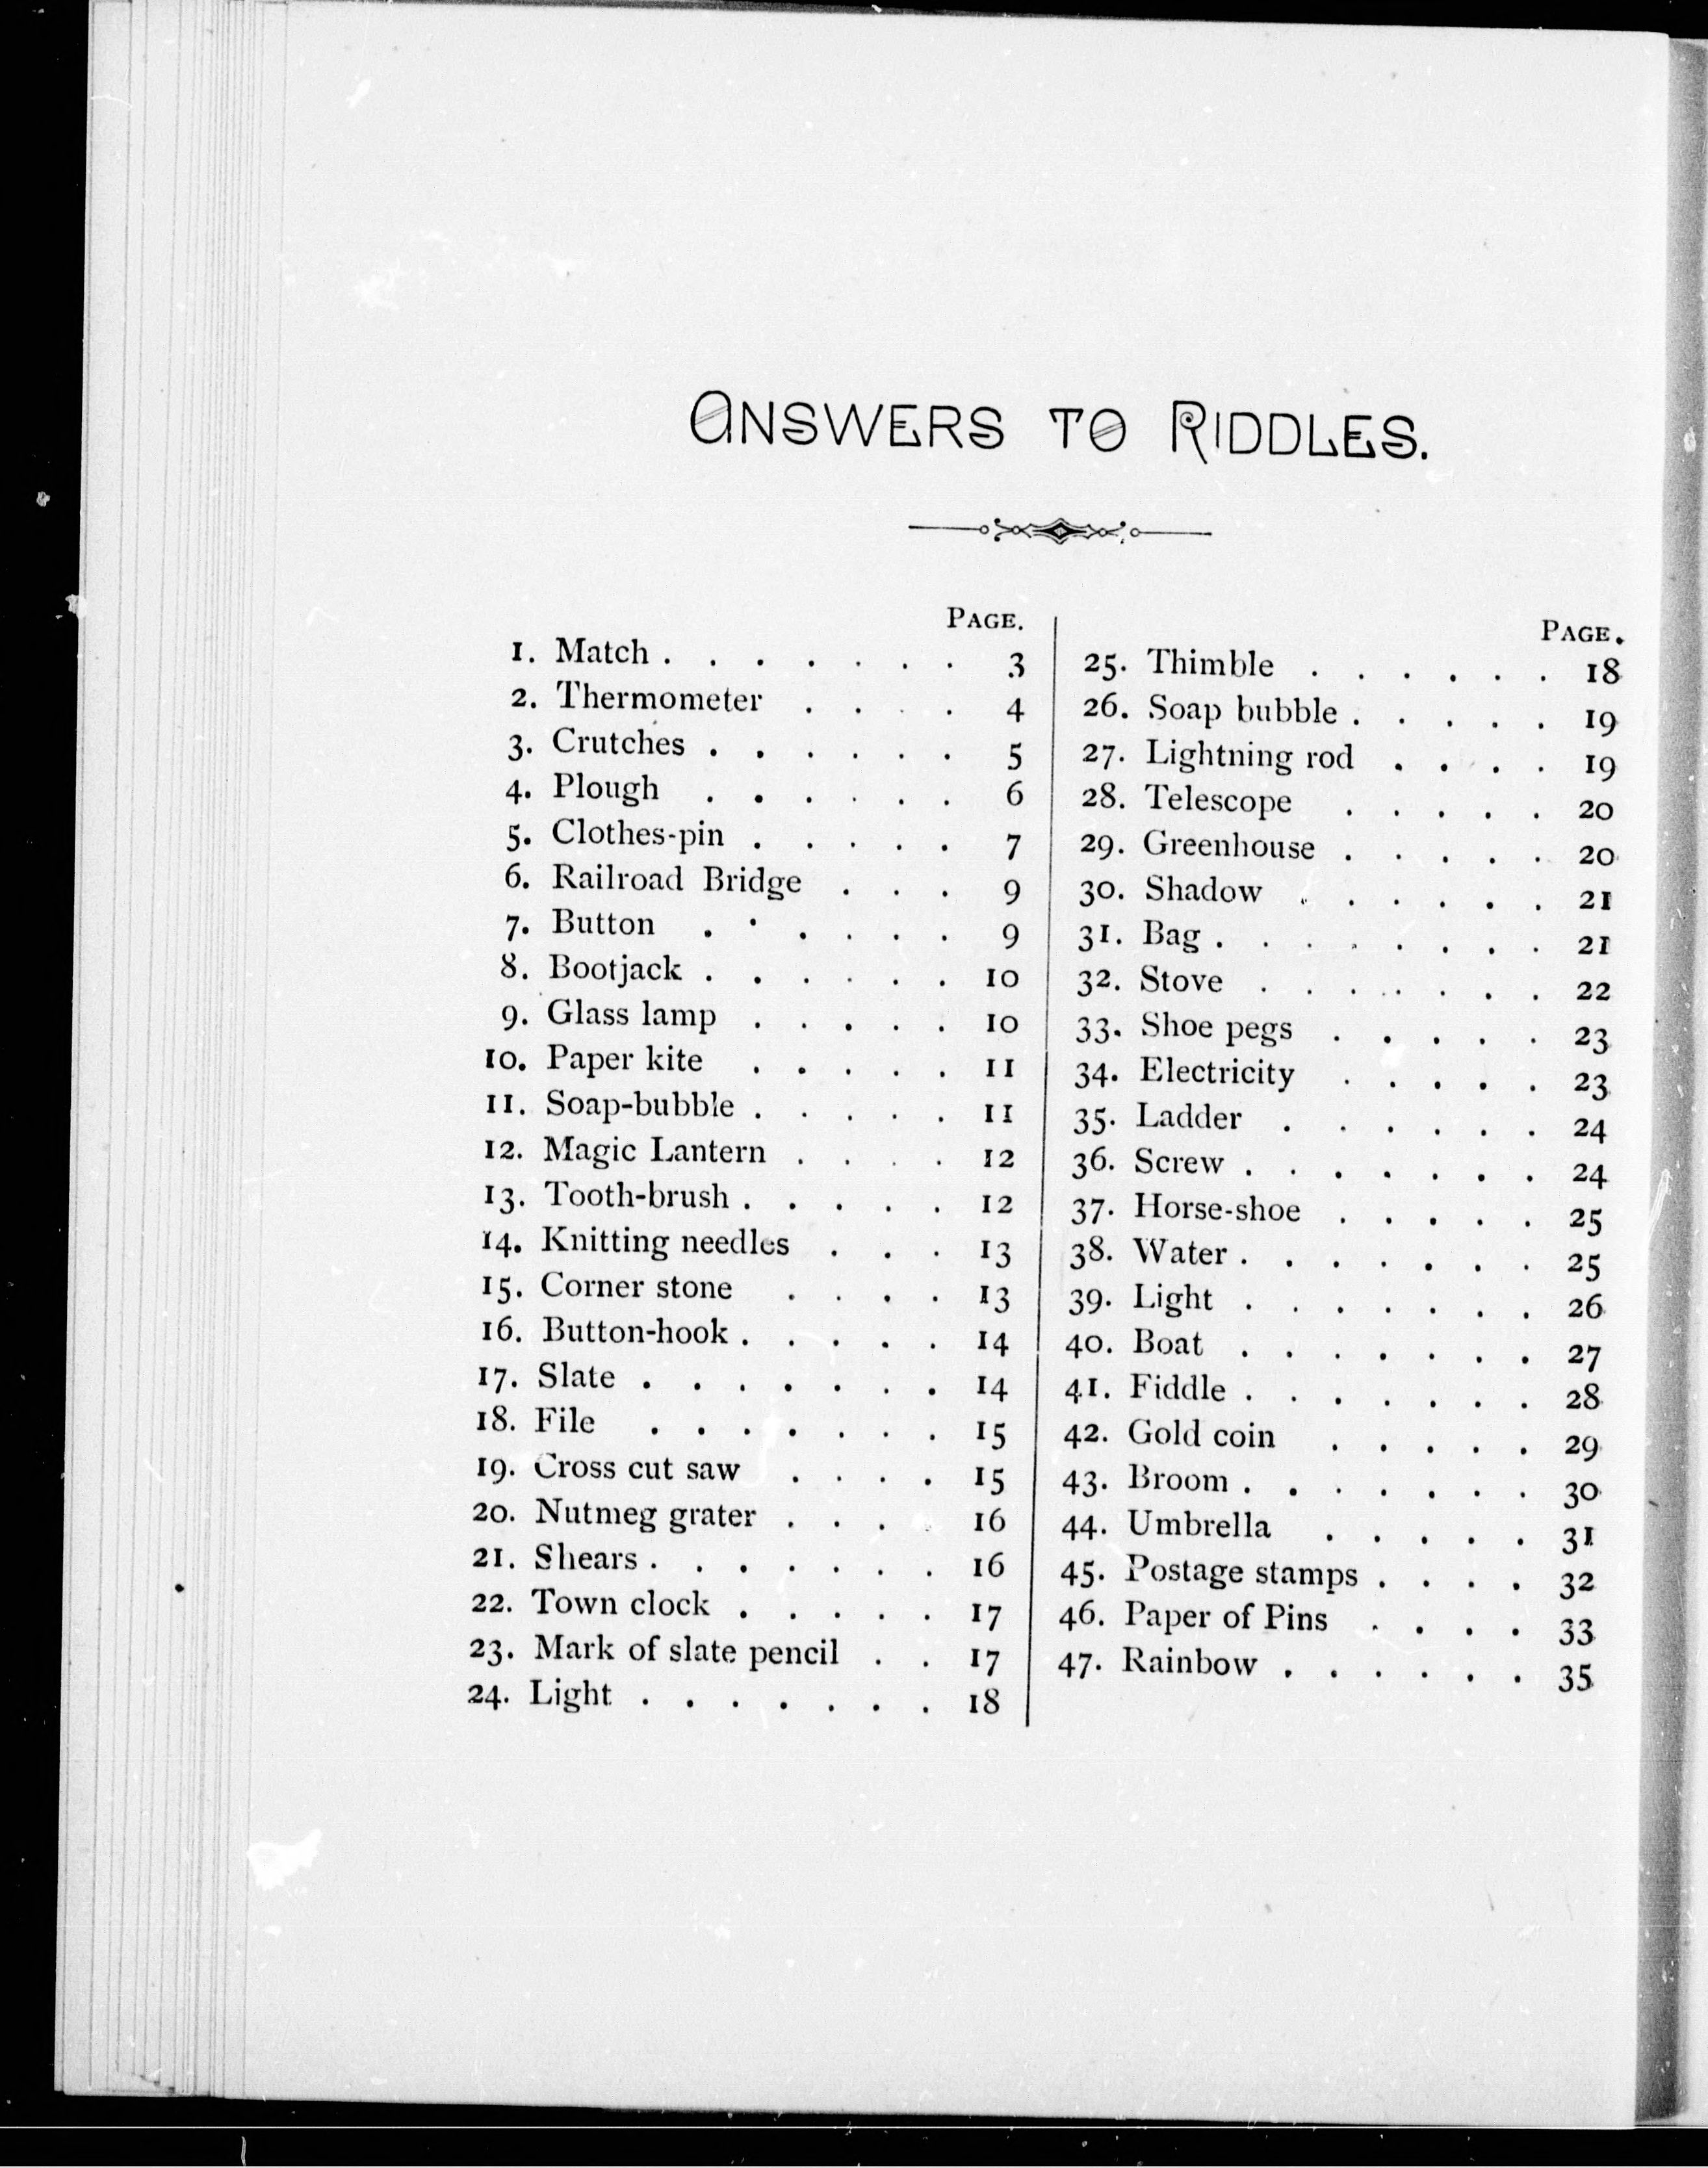 ANSWERS TO RIDDLES.
PAGE.
1. Match . . . . . . . 3
2. Thermometer . . . . 4
3. Crutches . . . . . . 5
4. Plough . . . . . . 6
5. Clothes-pin . . . . . 7
6. Railroad Bridge . . . 9
7. Button . . . . . . 9
8. Bootjack . . . . . . 10
9. Glass lamp . . . . . 10
10. Paper kite . . . . . 11
11. Soap-bubble . . . . . 11
12. Magic Lantern . . . . 12
13. Tooth-brush . . . . . 12
14. Knitting needles . . . 13
15. Corner stone . . . . 13
16. Button-hook . . . . . 14
17. Slate . . . . . . . 14
18. File . . . . . . . 15
19. Cross cut saw . . . . 15
20. Nutmeg grater . . . . 16
21. Shears . . . . . . . 16
22. Town clock . . . . . 17
23. Mark of slate pencil . . 17
24. Light . . . . . . . 18
PAGE.
25. Thimble . . . . . . 18
26. Soap bubble . . . . . 19
27. Lightning rod . . . . 19
28. Telescope . . . . . 20
29. Greenhouse . . . . . 20
30. Shadow . . . . . . 21
31. Bag . . . . . . . . 21
32. Stove . . . . . . . 22
33. Shoe pegs . . . . . 23
34. Electricity . . . . . 23
35. Ladder . . . . . . 24
36. Screw . . . . . . . 24
37. Horse-shoe . . . . . 25
38. Water . . . . . . . 25
39. Light . . . . . . . 26
40. Boat . . . . . . . 27
41. Fiddle . . . . . . . 28
42. Gold coin . . . . . 29
43. Broom . . . . . . . 30
44. Umbrella . . . . . 31
45. Postage stamps . . . . 32
46. Paper of Pins . . . . 33
47. Rainbow . . . . . . 35